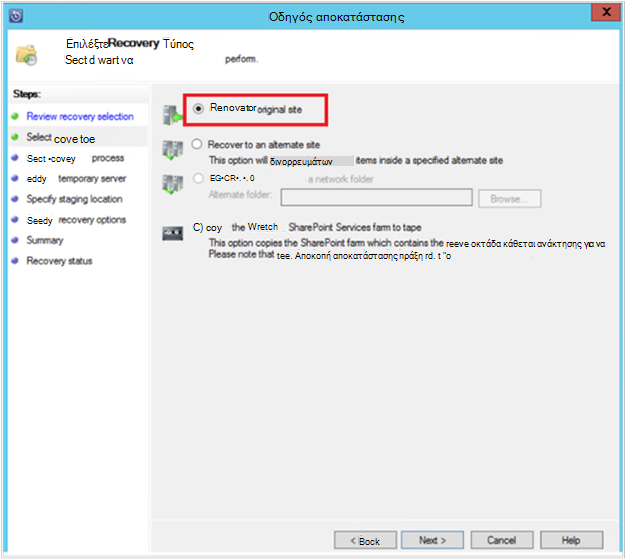 Οδηγός αποκατάστασης
X
Επιλέξτε Recovery Τύπος
Sect d wart να perform.
Steps:
Review recovery selection
Select cove toe
Sect •covey process
eddy temporary server
Specify staging location
Seedy recovery options
Summary
Recovery status
Renovator original site
Recover to an alternate site
This option will δινορρευμάτων items inside a specified alternate site
EG•CR•. •. 0 a network folder
Alternate folder:
Browse...
C) coy the Wretch SharePoint Services farm to tape
This option copies the SharePoint farm which contains the reeve οκτάδα κάθεται ανάκτησης για να
Please note that tee. Αποκοπή αποκατάστασης πράξη rd. t "ο
< Bock
Next >
Cancel
Help